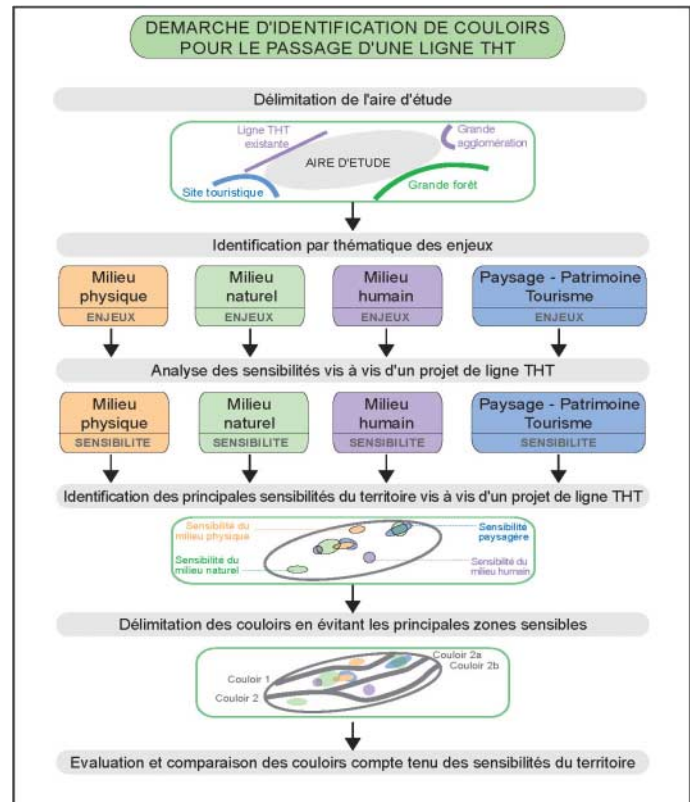 DEMARCHE D'IDENTIFICATION DE COULOIRS
POUR LE PASSAGE D'UNE LIGNE THT
Délimitation de l'aire d'étude
Ligne THT
existante
Grande
agglomération
AIRE D'ETUDE
Site touristique
Grande forêt
Identification par thématique des enjeux
Milieu
physique
ENJEUX
Milieu
naturel
ENJEUX
Milieu
humain
ENJEUX
Paysage - Patrimoine
Tourisme
ENJEUX
Analyse des sensibilités vis à vis d'un projet de ligne THT
Milieu
physique
SENSIBILITE
Milieu
naturel
SENSIBILITE
Milieu
humain
SENSIBILITE
Paysage - Patrimoine
Tourisme
SENSIBILITE
Identification des principales sensibilités du territoire vis à vis d'un projet de ligne THT
Sensibilité du
milieu physique
Sensibilité
paysagère
Sensibilité du
milieu naturel
Sensibilité du
milieu humain
Délimitation des couloirs en évitant les principales zones sensibles
Couloir 2a
Couloir 2b
Couloir 1
Couloir 2
Evaluation et comparaison des couloirs compte tenu des sensibilités du territoire